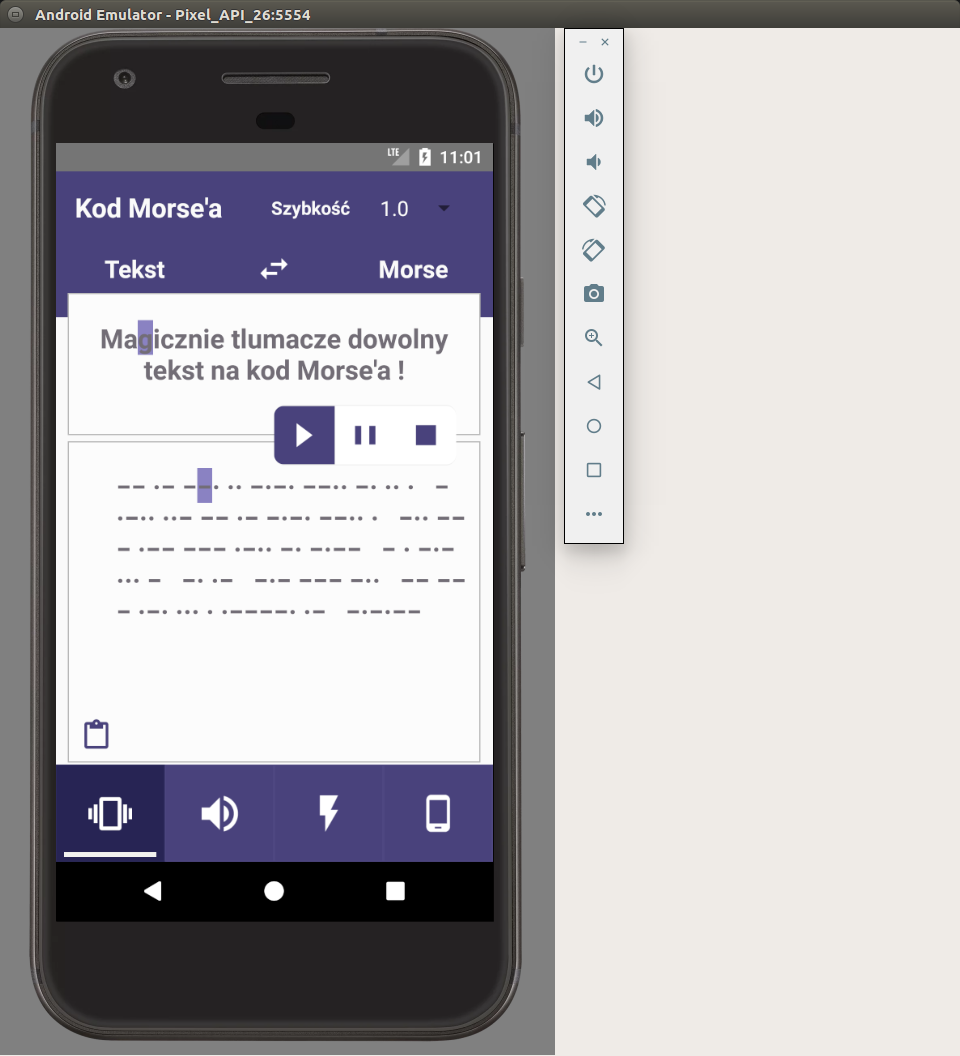 Android Emulator - Pixel_API_26:5554
LTE 11:01
Kod Morse'a Szybkość 1.0
Tekst Morse
Magicznie tlumacze dowolny
tekst na kod Morse'a !
−− ·− −−· ·· −·−· −−·· −· ·· ·  −
·−·· ··− −− ·− −·−· −−·· ·  −·· −−
− ·−− −−− ·−·· −· −·−−  − · −·−
··· −  −· ·−  −·− −−− −··  −− −−
− ·−· ··· · ·−−−−· ·−  −·−·−−